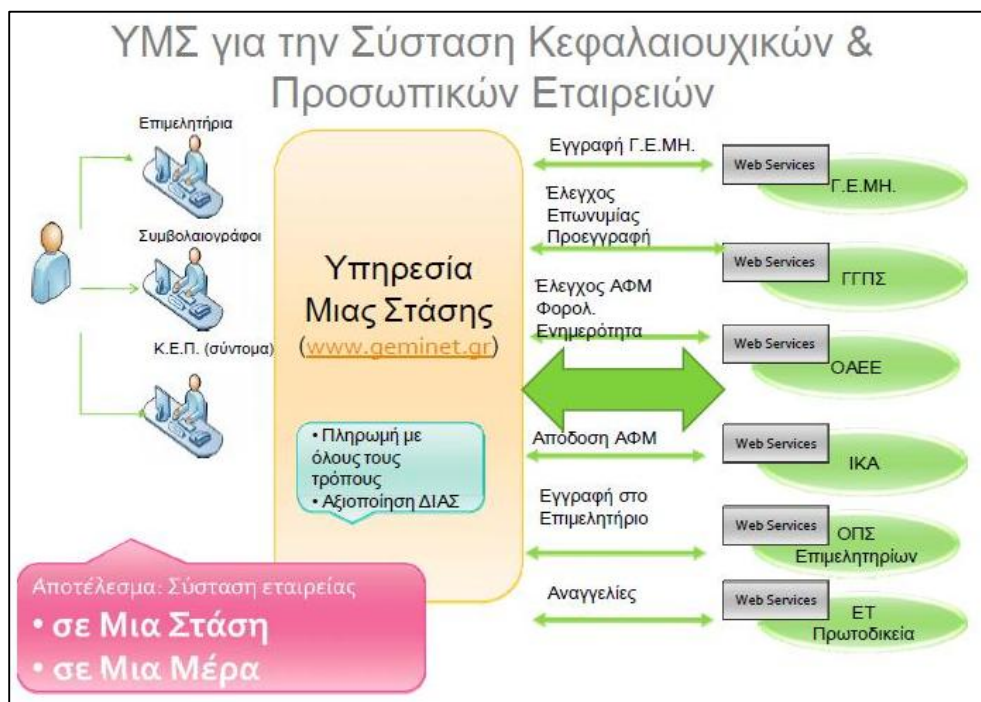 ΥΜΣ για την Σύσταση Κεφαλαιουχικών &
Προσωπικών Εταιρειών
Επιμελητήρια
Συμβολαιογράφοι
Κ.Ε.Π. (σύντομα)
Υπηρεσία
Μιας Στάσης
(www.geminet.gr)
• Πληρωμή με
όλους τους
τρόπους
• Αξιοποίηση ΔΙΑΣ
Αποτέλεσμα: Σύσταση εταιρείας
• σε Μια Στάση
• σε Μια Μέρα
Εγγραφή Γ.Ε.ΜΗ.
Έλεγχος
Επωνυμίας
Προεγγραφή
Έλεγχος ΑΦΜ
Φορολ.
Ενημερότητα
Απόδοση ΑΦΜ
Εγγραφή στο
Επιμελητήριο
Αναγγελίες
Web Services
Γ.Ε.ΜΗ.
Web Services
ΓΓΠΣ
Web Services
ΟΑΕΕ
Web Services
ΙΚΑ
Web Services
ΟΠΣ
Επιμελητηρίων
Web Services
ΕΤ
Πρωτοδικεία